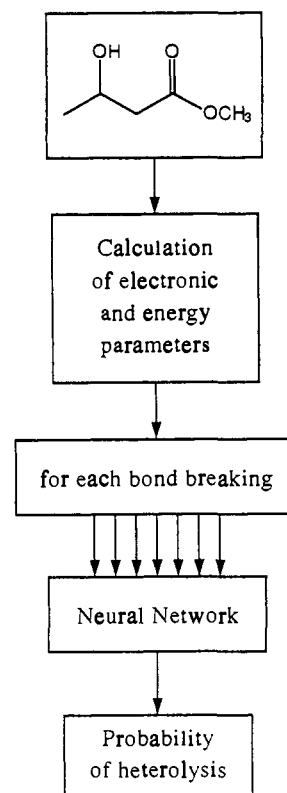 OH O
OCH3
Calculation
of electronic
and energy
parameters
for each bond breaking
Neural Network
Probability
of heterolysis